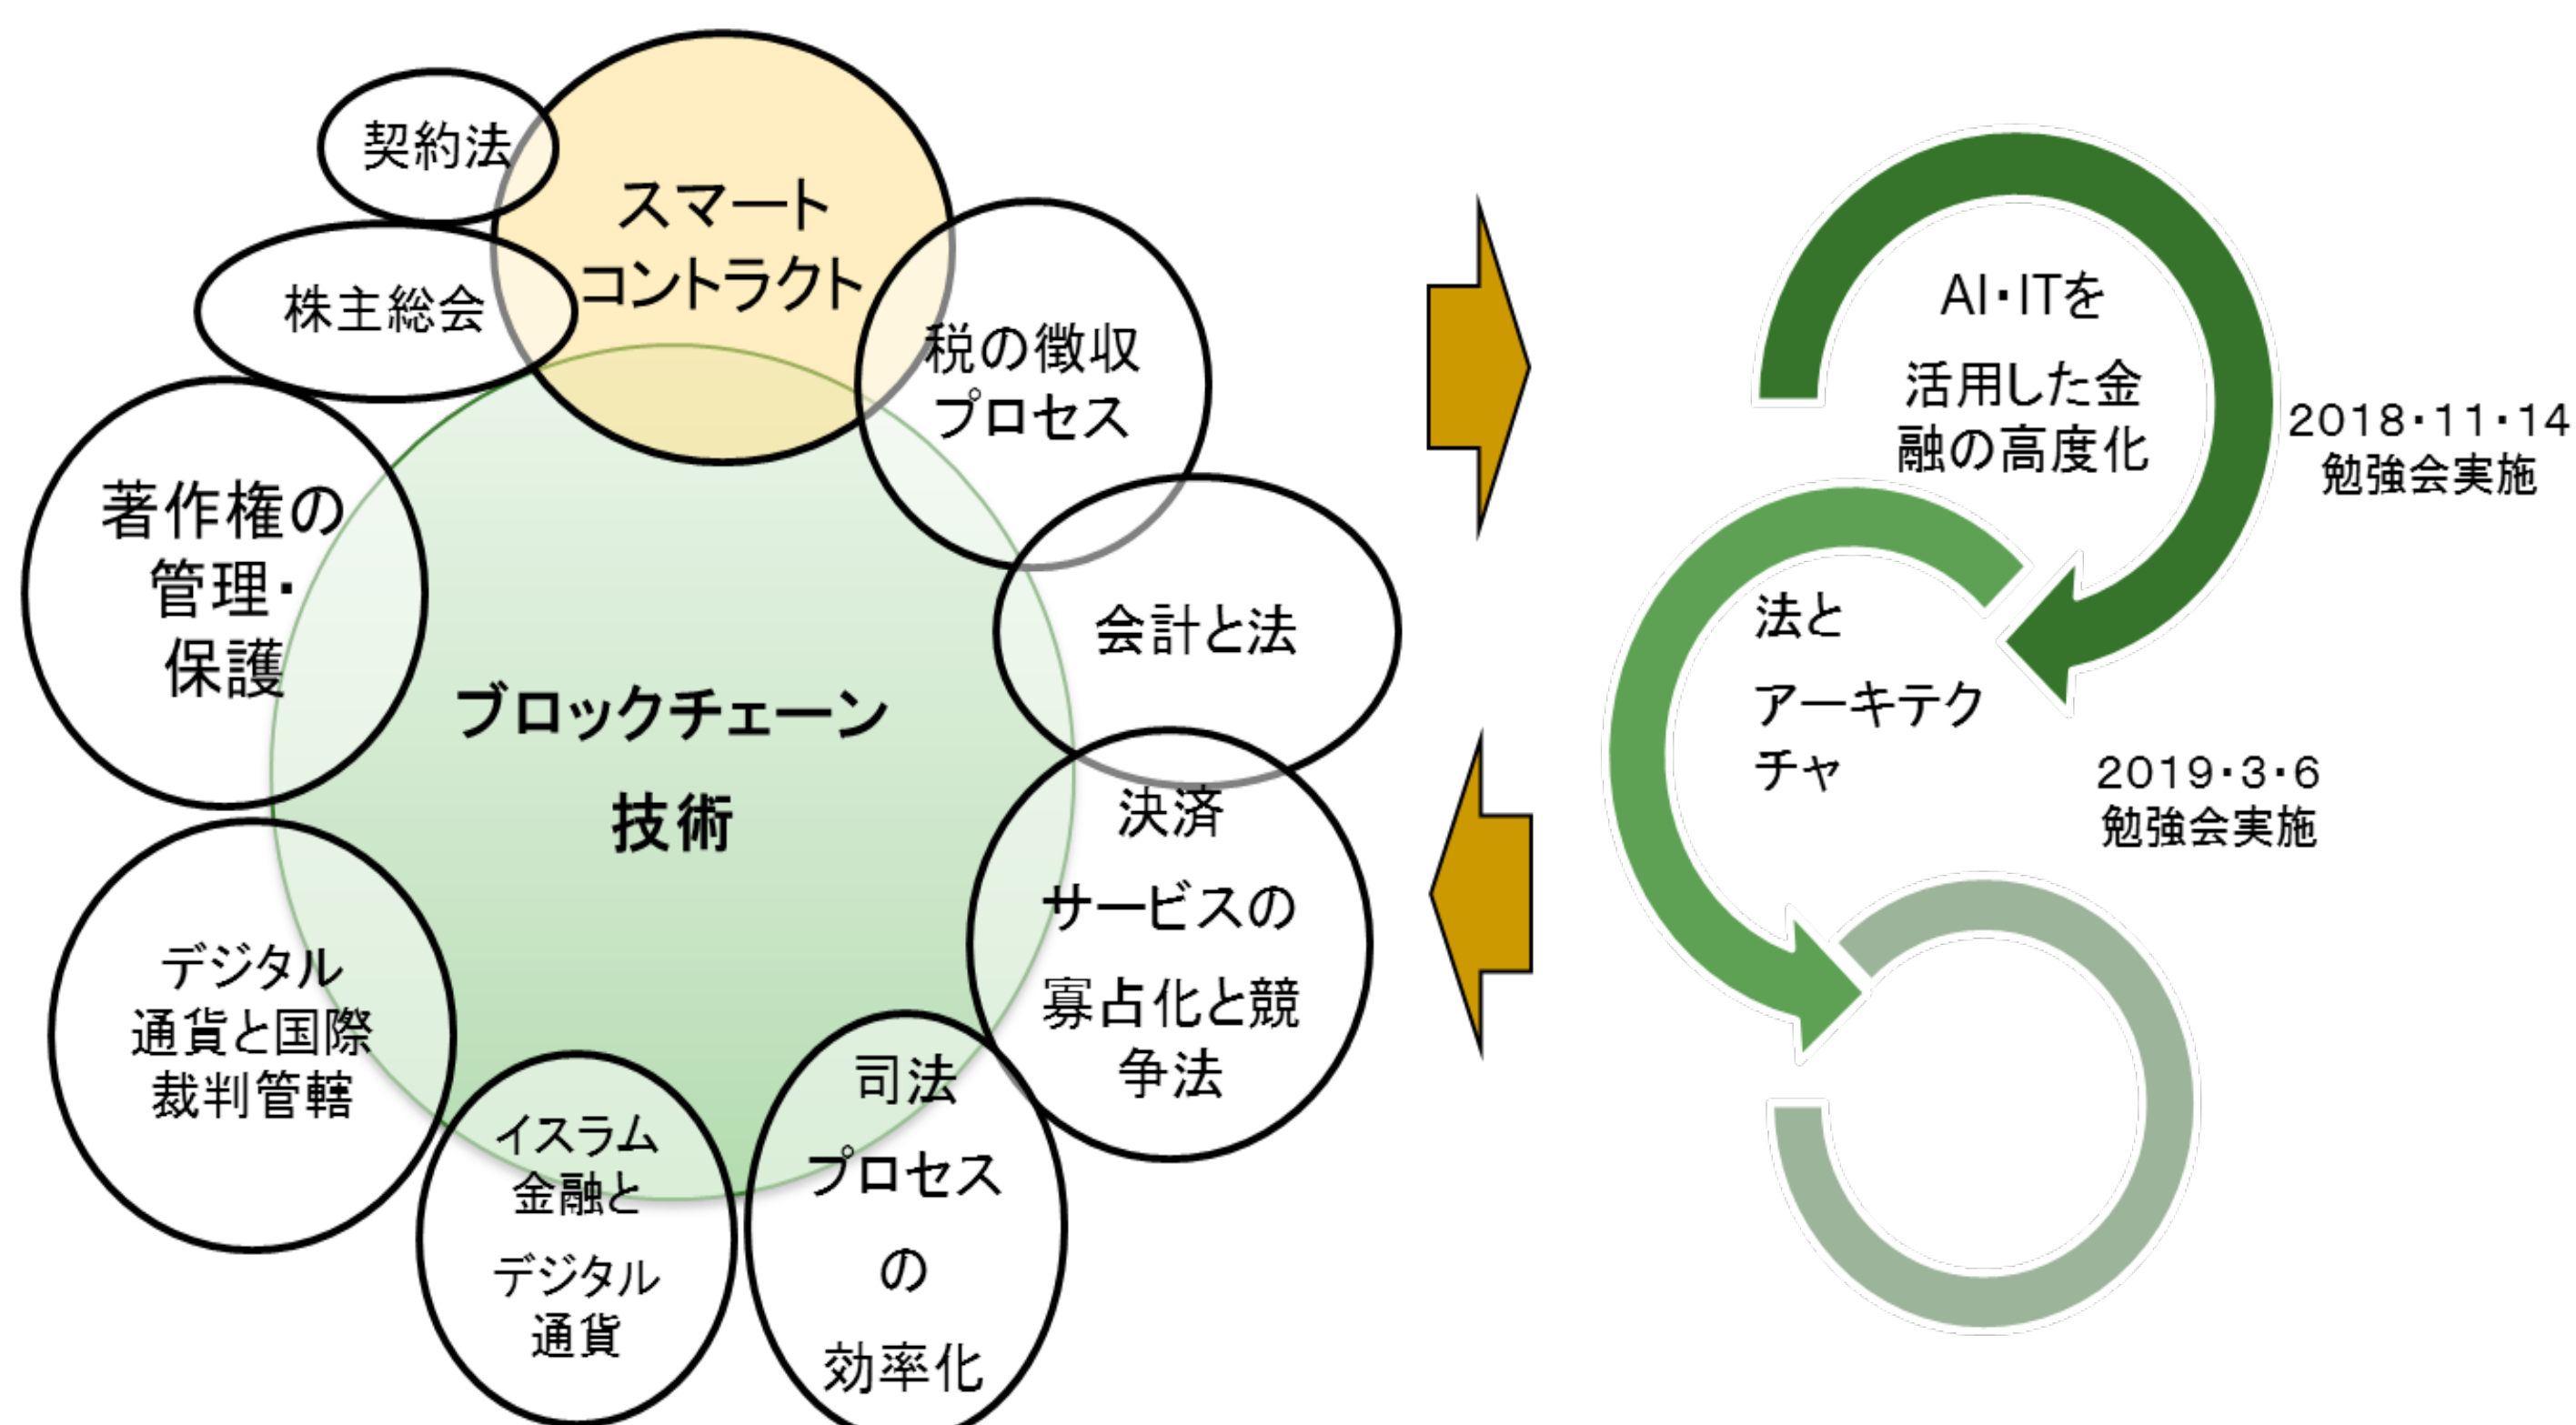 契約法
株主総会
スマート
コントラクト
税の徴収
プロセス
著作権の
管理・
保護
会計と法
ブロックチェーン
技術
決済
サービスの
寡占化と競
争法
デジタル
通貨と国際
裁判管轄
イスラム
金融と
デジタル
通貨
司法
プロセス
の
効率化
AI・ITを
活用した金
融の高度化
2018・11・14
勉強会実施
法と
アーキテク
チャ
2019・3・6
勉強会実施